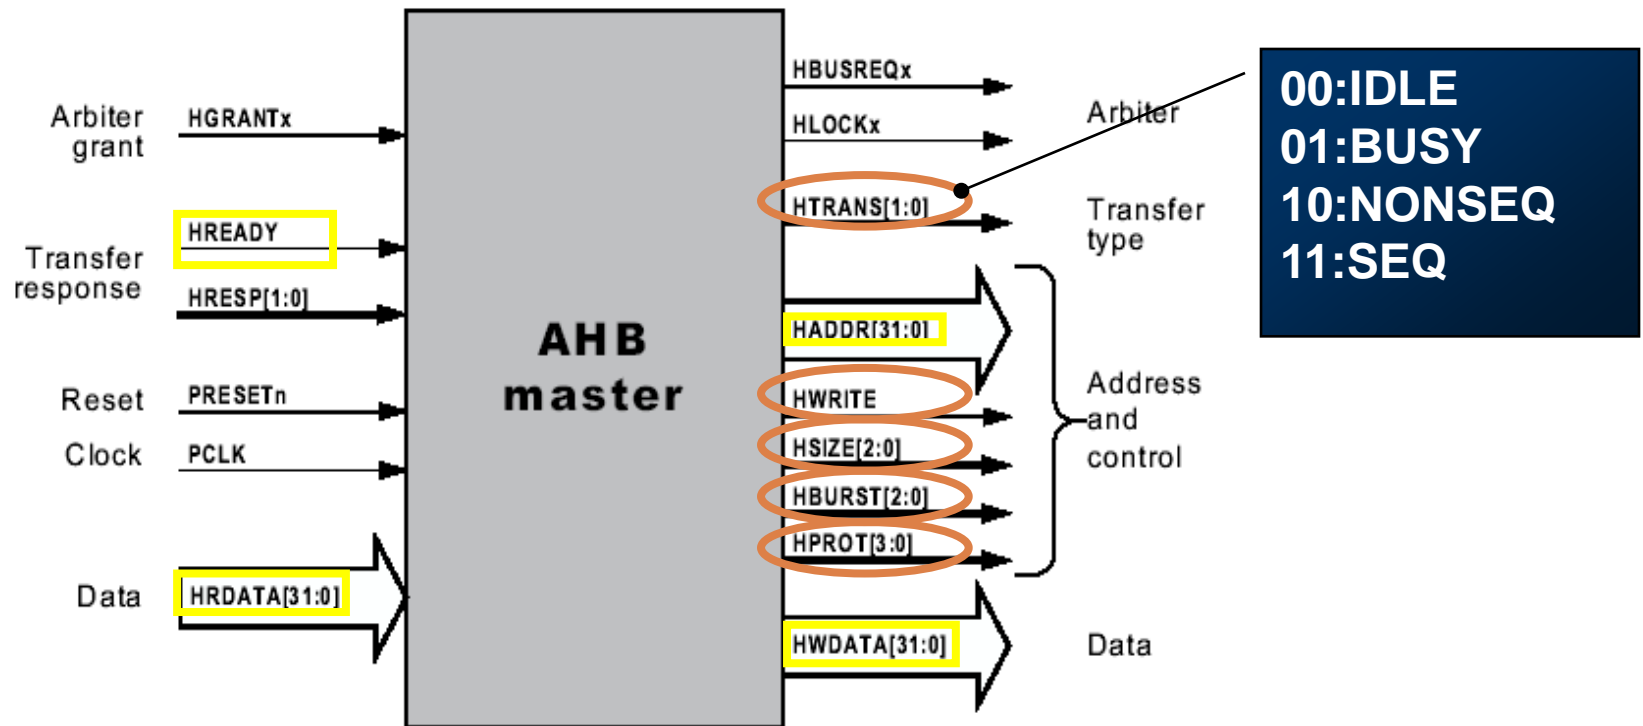 Arbiter
grant
HGRANTx
HREADY
Transfer
response
HRESP[1:0]
Reset
PRESETn
Clock
PCLK
Data
HRDATA[31:0]
AHB
master
HBUSREQx
HLOCKx
Arbiter
HTRANS[1:0]
Transfer
type
HADDR[31:0]
HWRITE
HSIZE[2:0]
HBURST[2:0]
HPROT[3:0]
Address
and
control
HWDATA[31:0]
Data
00:IDLE
01:BUSY
10:NONSEQ
11:SEQ